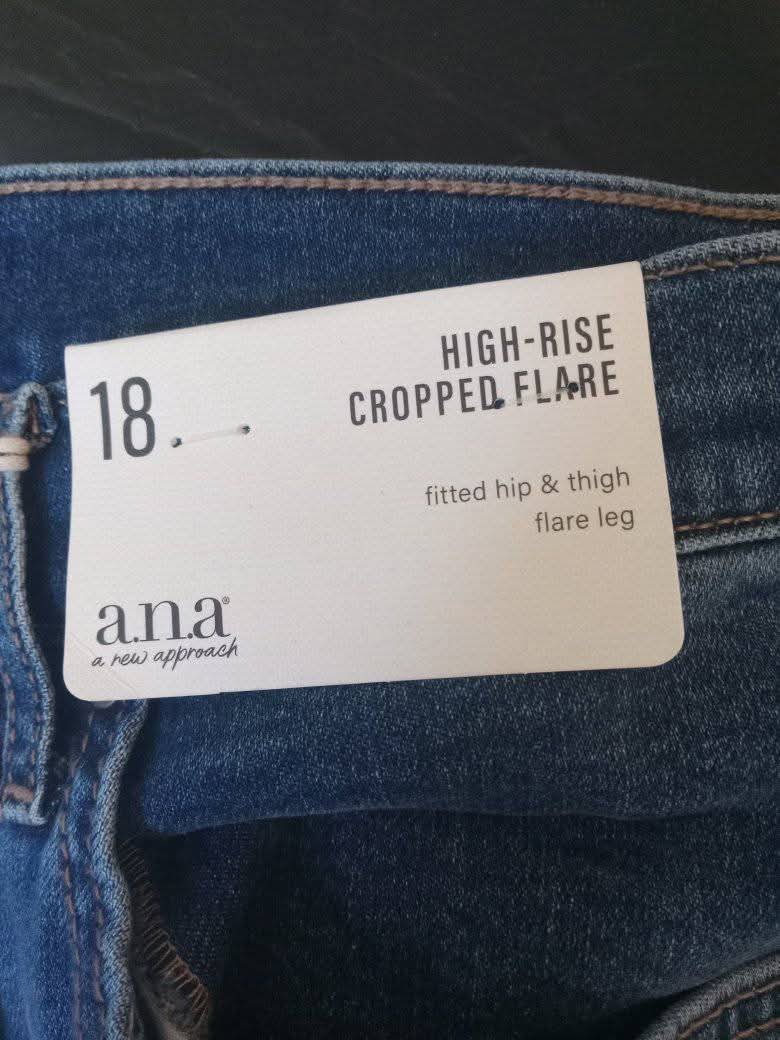 18
HIGH-RISE
CROPPED FLARE
fitted hip & thigh
flare leg
a.n.a®
a new approach